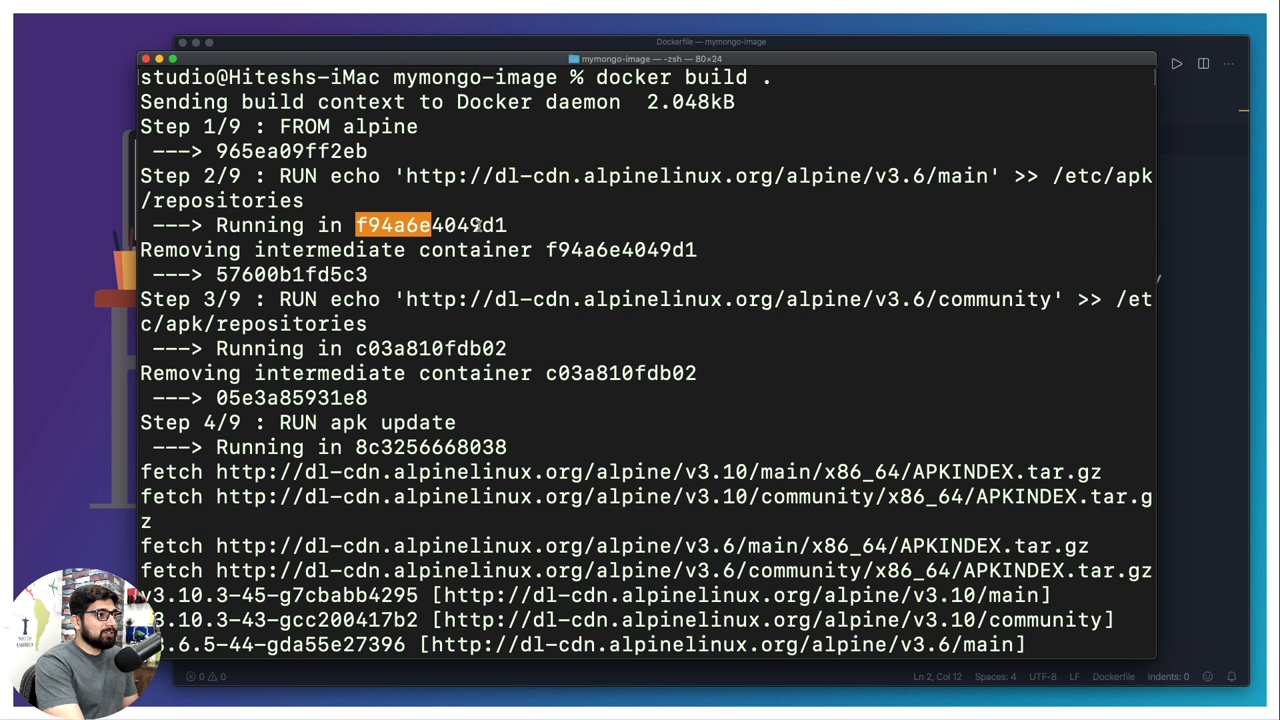 Dockerfile — mymongo-image
mymongo-image — -zsh — 80×24
studio@Hiteshs-iMac mymongo-image % docker build .
Sending build context to Docker daemon  2.048kB
Step 1/9 : FROM alpine
 ---> 965ea09ff2eb
Step 2/9 : RUN echo 'http://dl-cdn.alpinelinux.org/alpine/v3.6/main' >> /etc/apk
/repositories
 ---> Running in f94a6e4049d1
Removing intermediate container f94a6e4049d1
 ---> 57600b1fd5c3
Step 3/9 : RUN echo 'http://dl-cdn.alpinelinux.org/alpine/v3.6/community' >> /et
c/apk/repositories
 ---> Running in c03a810fdb02
Removing intermediate container c03a810fdb02
 ---> 05e3a85931e8
Step 4/9 : RUN apk update
 ---> Running in 8c3256668038
fetch http://dl-cdn.alpinelinux.org/alpine/v3.10/main/x86_64/APKINDEX.tar.gz
fetch http://dl-cdn.alpinelinux.org/alpine/v3.10/community/x86_64/APKINDEX.tar.g
z
fetch http://dl-cdn.alpinelinux.org/alpine/v3.6/main/x86_64/APKINDEX.tar.gz
fetch http://dl-cdn.alpinelinux.org/alpine/v3.6/community/x86_64/APKINDEX.tar.gz
v3.10.3-45-g7cbabb4295 [http://dl-cdn.alpinelinux.org/alpine/v3.10/main]
3.10.3-43-gcc200417b2 [http://dl-cdn.alpinelinux.org/alpine/v3.10/community]
.6.5-44-gda55e27396 [http://dl-cdn.alpinelinux.org/alpine/v3.6/main]
SOUTH
AMERICA
0 0 Ln 2, Col 12 Spaces: 4 UTF-8 LF Dockerfile Indents: 0